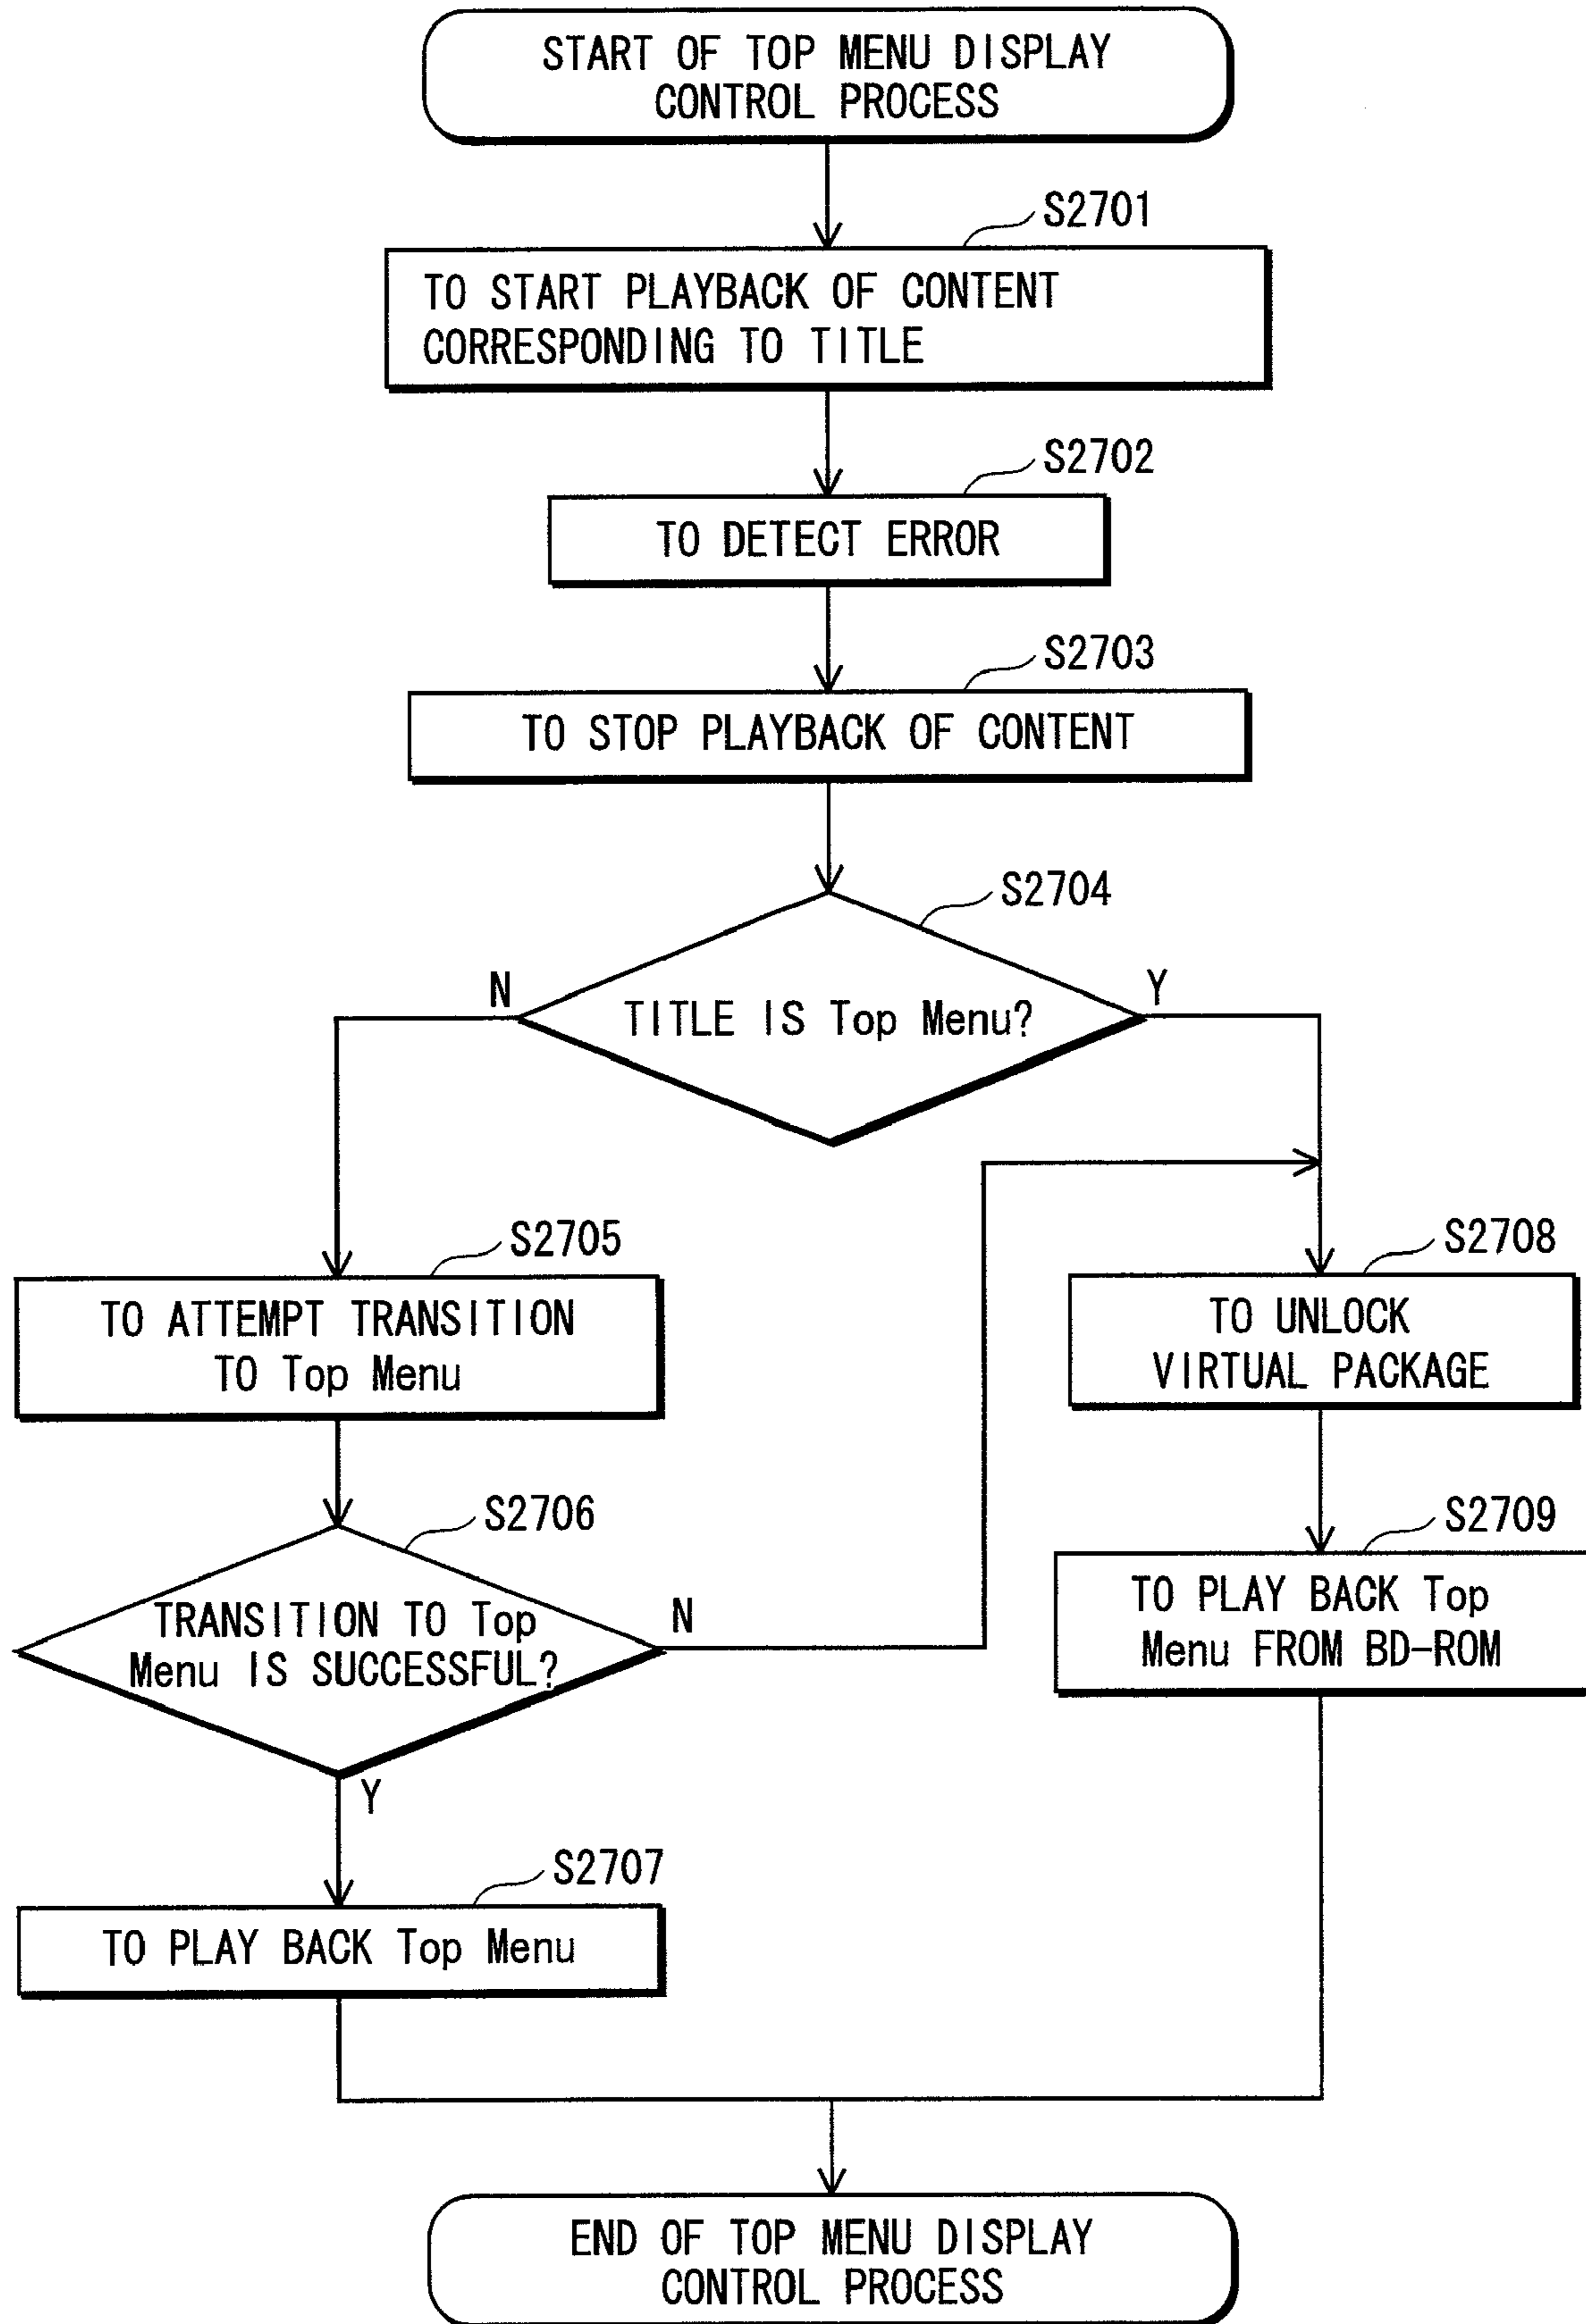 START OF TOP MENU DISPLAY
CONTROL PROCESS
S2701
TO START PLAYBACK OF CONTENT
CORRESPONDING TO TITLE
S2702
TO DETECT ERROR
S2703
TO STOP PLAYBACK OF CONTENT
S2704
N
Y
TITLE IS Top Menu?
S2705
TO ATTEMPT TRANSITION
TO Top Menu
S2708
TO UNLOCK
VIRTUAL PACKAGE
S2706
TRANSITION TO Top
Menu IS SUCCESSFUL?
N
Y
S2709
TO PLAY BACK Top
Menu FROM BD-ROM
S2707
TO PLAY BACK Top Menu
END OF TOP MENU DISPLAY
CONTROL PROCESS